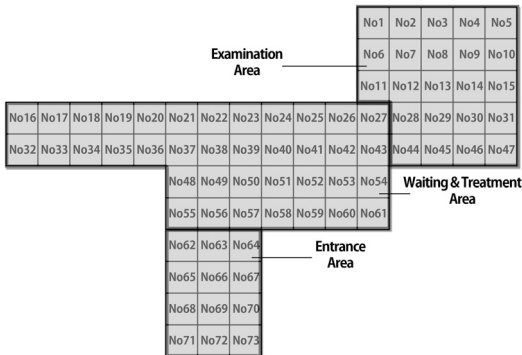 No1 No2 No3 No4 No5
Examination
Area
No6 No7 No8 No9 No10
No11 No12 No13 No14 No15
No16 No17 No18 No19 No20 No21 No22 No23 No24 No25 No26 No27 No28 No29 No30 No31
No32 No33 No34 No35 No36 No37 No38 No39 No40 No41 No42 No43 No44 No45 No46 No47
No48 No49 No50 No51 No52 No53 No54
Waiting & Treatment
Area
No55 No56 No57 No58 No59 No60 No61
No62 No63 No64
Entrance
Area
No65 No66 No67
No68 No69 No70
No71 No72 No73